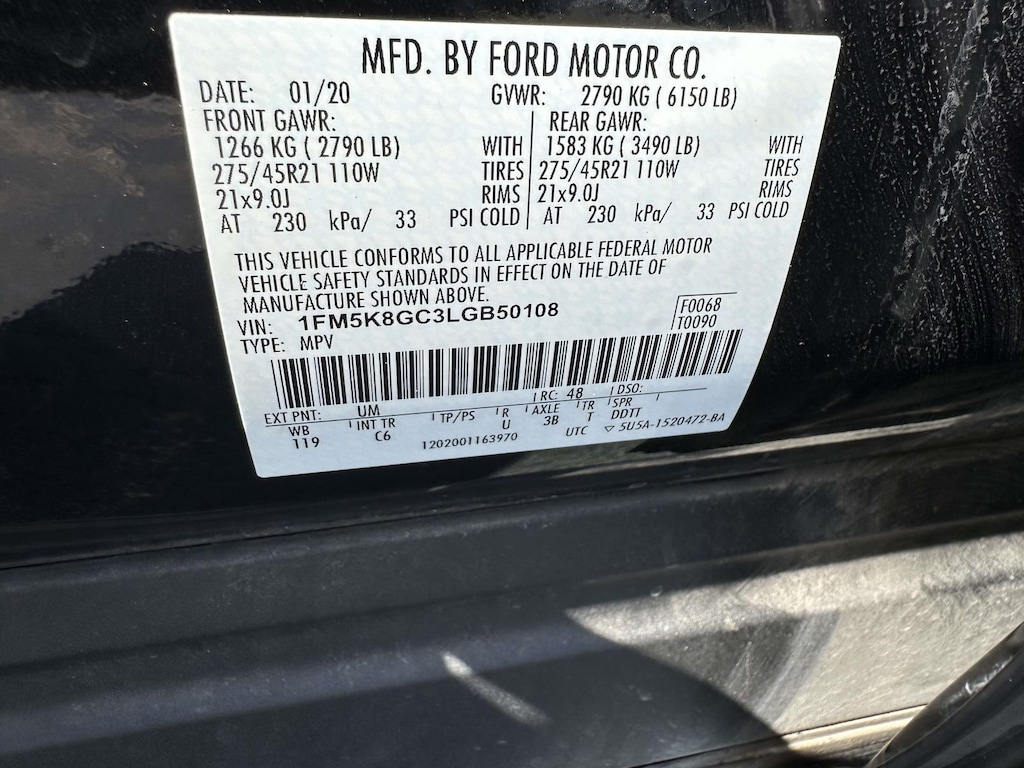 MFD. BY FORD MOTOR CO.
DATE: 01/20 GVWR: 2790 KG ( 6150 LB)
FRONT GAWR: REAR GAWR:
1266 KG ( 2790 LB) WITH 1583 KG ( 3490 LB) WITH
275/45R21 110W TIRES 275/45R21 110W TIRES
21x9.0J RIMS 21x9.0J RIMS
AT 230 kPa/ 33 PSI COLD AT 230 kPa/ 33 PSI COLD
THIS VEHICLE CONFORMS TO ALL APPLICABLE FEDERAL MOTOR
VEHICLE SAFETY STANDARDS IN EFFECT ON THE DATE OF
MANUFACTURE SHOWN ABOVE.
VIN: 1FM5K8GC3LGB50108 F0068
TYPE: MPV T0090
EXT PNT: UM RC: 48 DSO:
WB INT TR TP/PS R AXLE TR SPR
119 C6 U 3B T DDTT
1202001163970 UTC ▽ 5U5A-1520472-BA